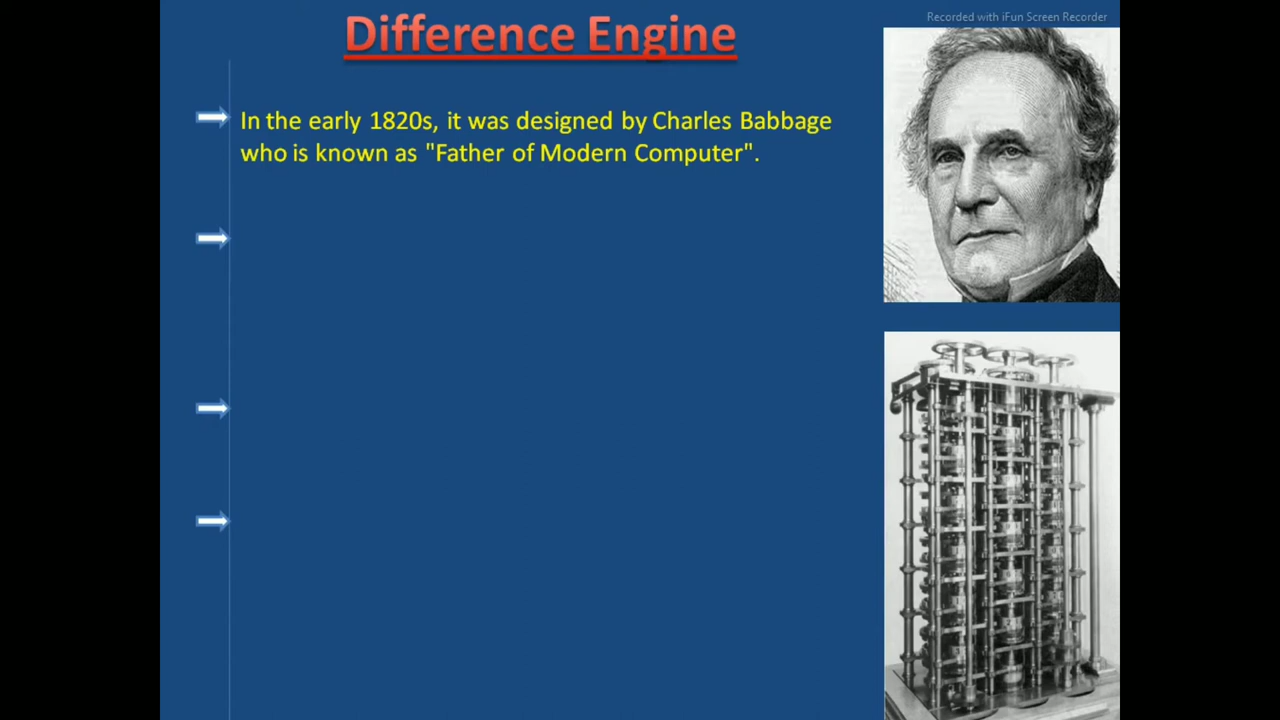 Recorded with iFun Screen Recorder
Difference Engine
In the early 1820s, it was designed by Charles Babbage
who is known as "Father of Modern Computer".